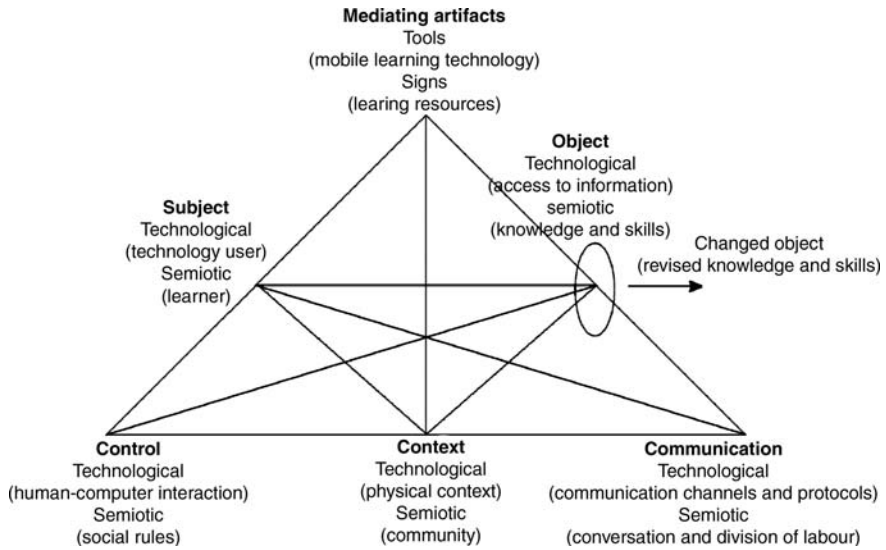 Mediating artifacts
Tools
(mobile learning technology)
Signs
(learing resources)
Object
Technological
(access to information)
semiotic
(knowledge and skills)
Subject
Technological
(technology user)
Semiotic
(learner)
Changed object
(revised knowledge and skills)
Control
Technological
(human-computer interaction)
Semiotic
(social rules)
Context
Technological
(physical context)
Semiotic
(community)
Communication
Technological
(communication channels and protocols)
Semiotic
(conversation and division of labour)